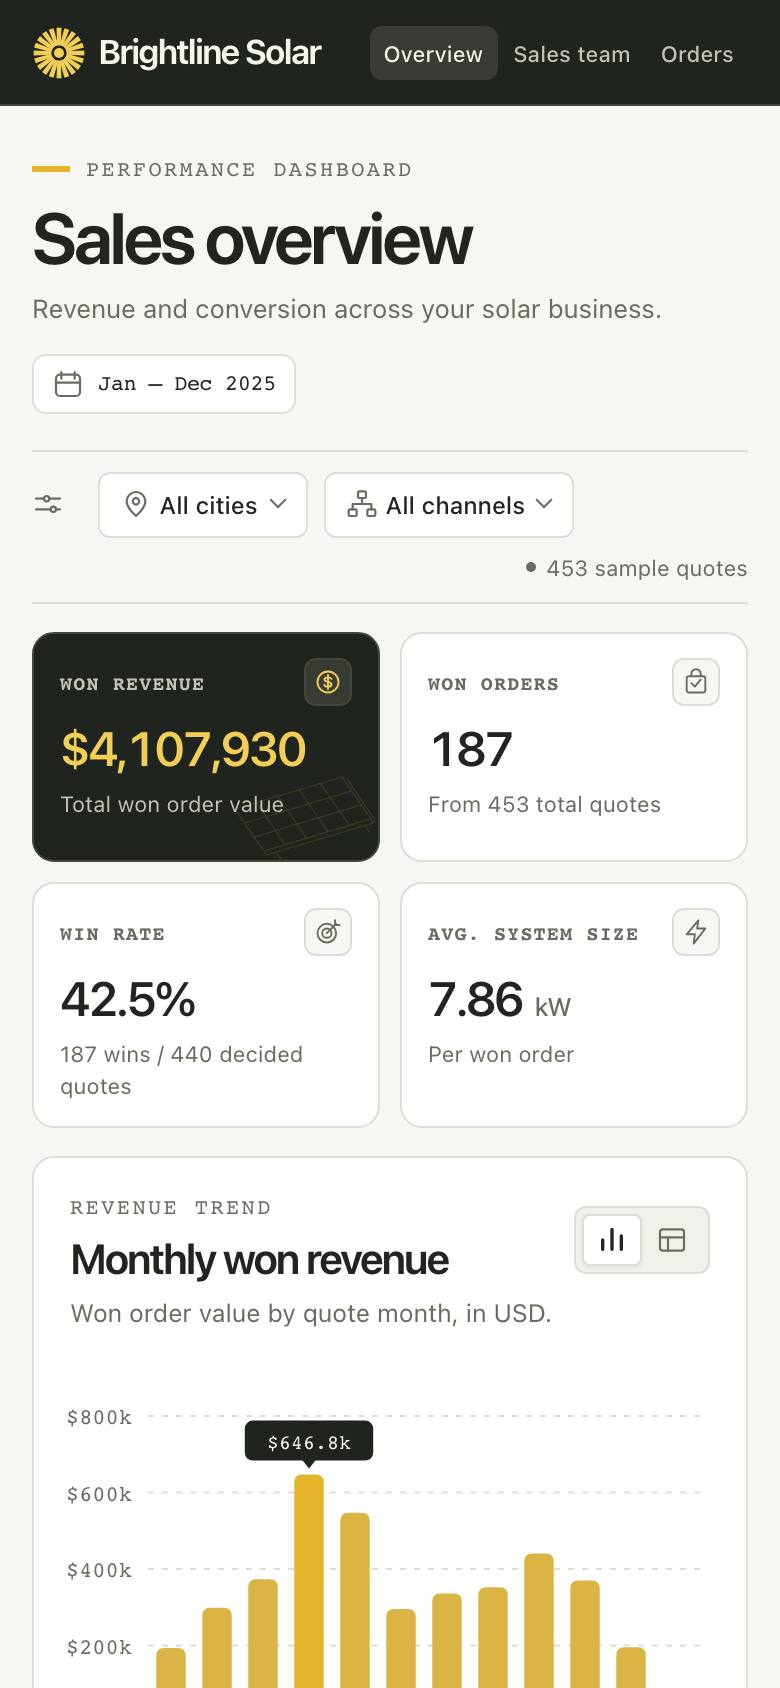 Brightline Solar
Overview
Sales team
Orders
PERFORMANCE DASHBOARD
Sales overview
Revenue and conversion across your solar business.
Jan — Dec 2025
All cities
All channels
453 sample quotes
WON REVENUE
$4,107,930
Total won order value
WON ORDERS
187
From 453 total quotes
WIN RATE
42.5%
187 wins / 440 decided
quotes
AVG. SYSTEM SIZE
7.86 kW
Per won order
REVENUE TREND
Monthly won revenue
Won order value by quote month, in USD.
$800k
$646.8k
$600k
$400k
$200k